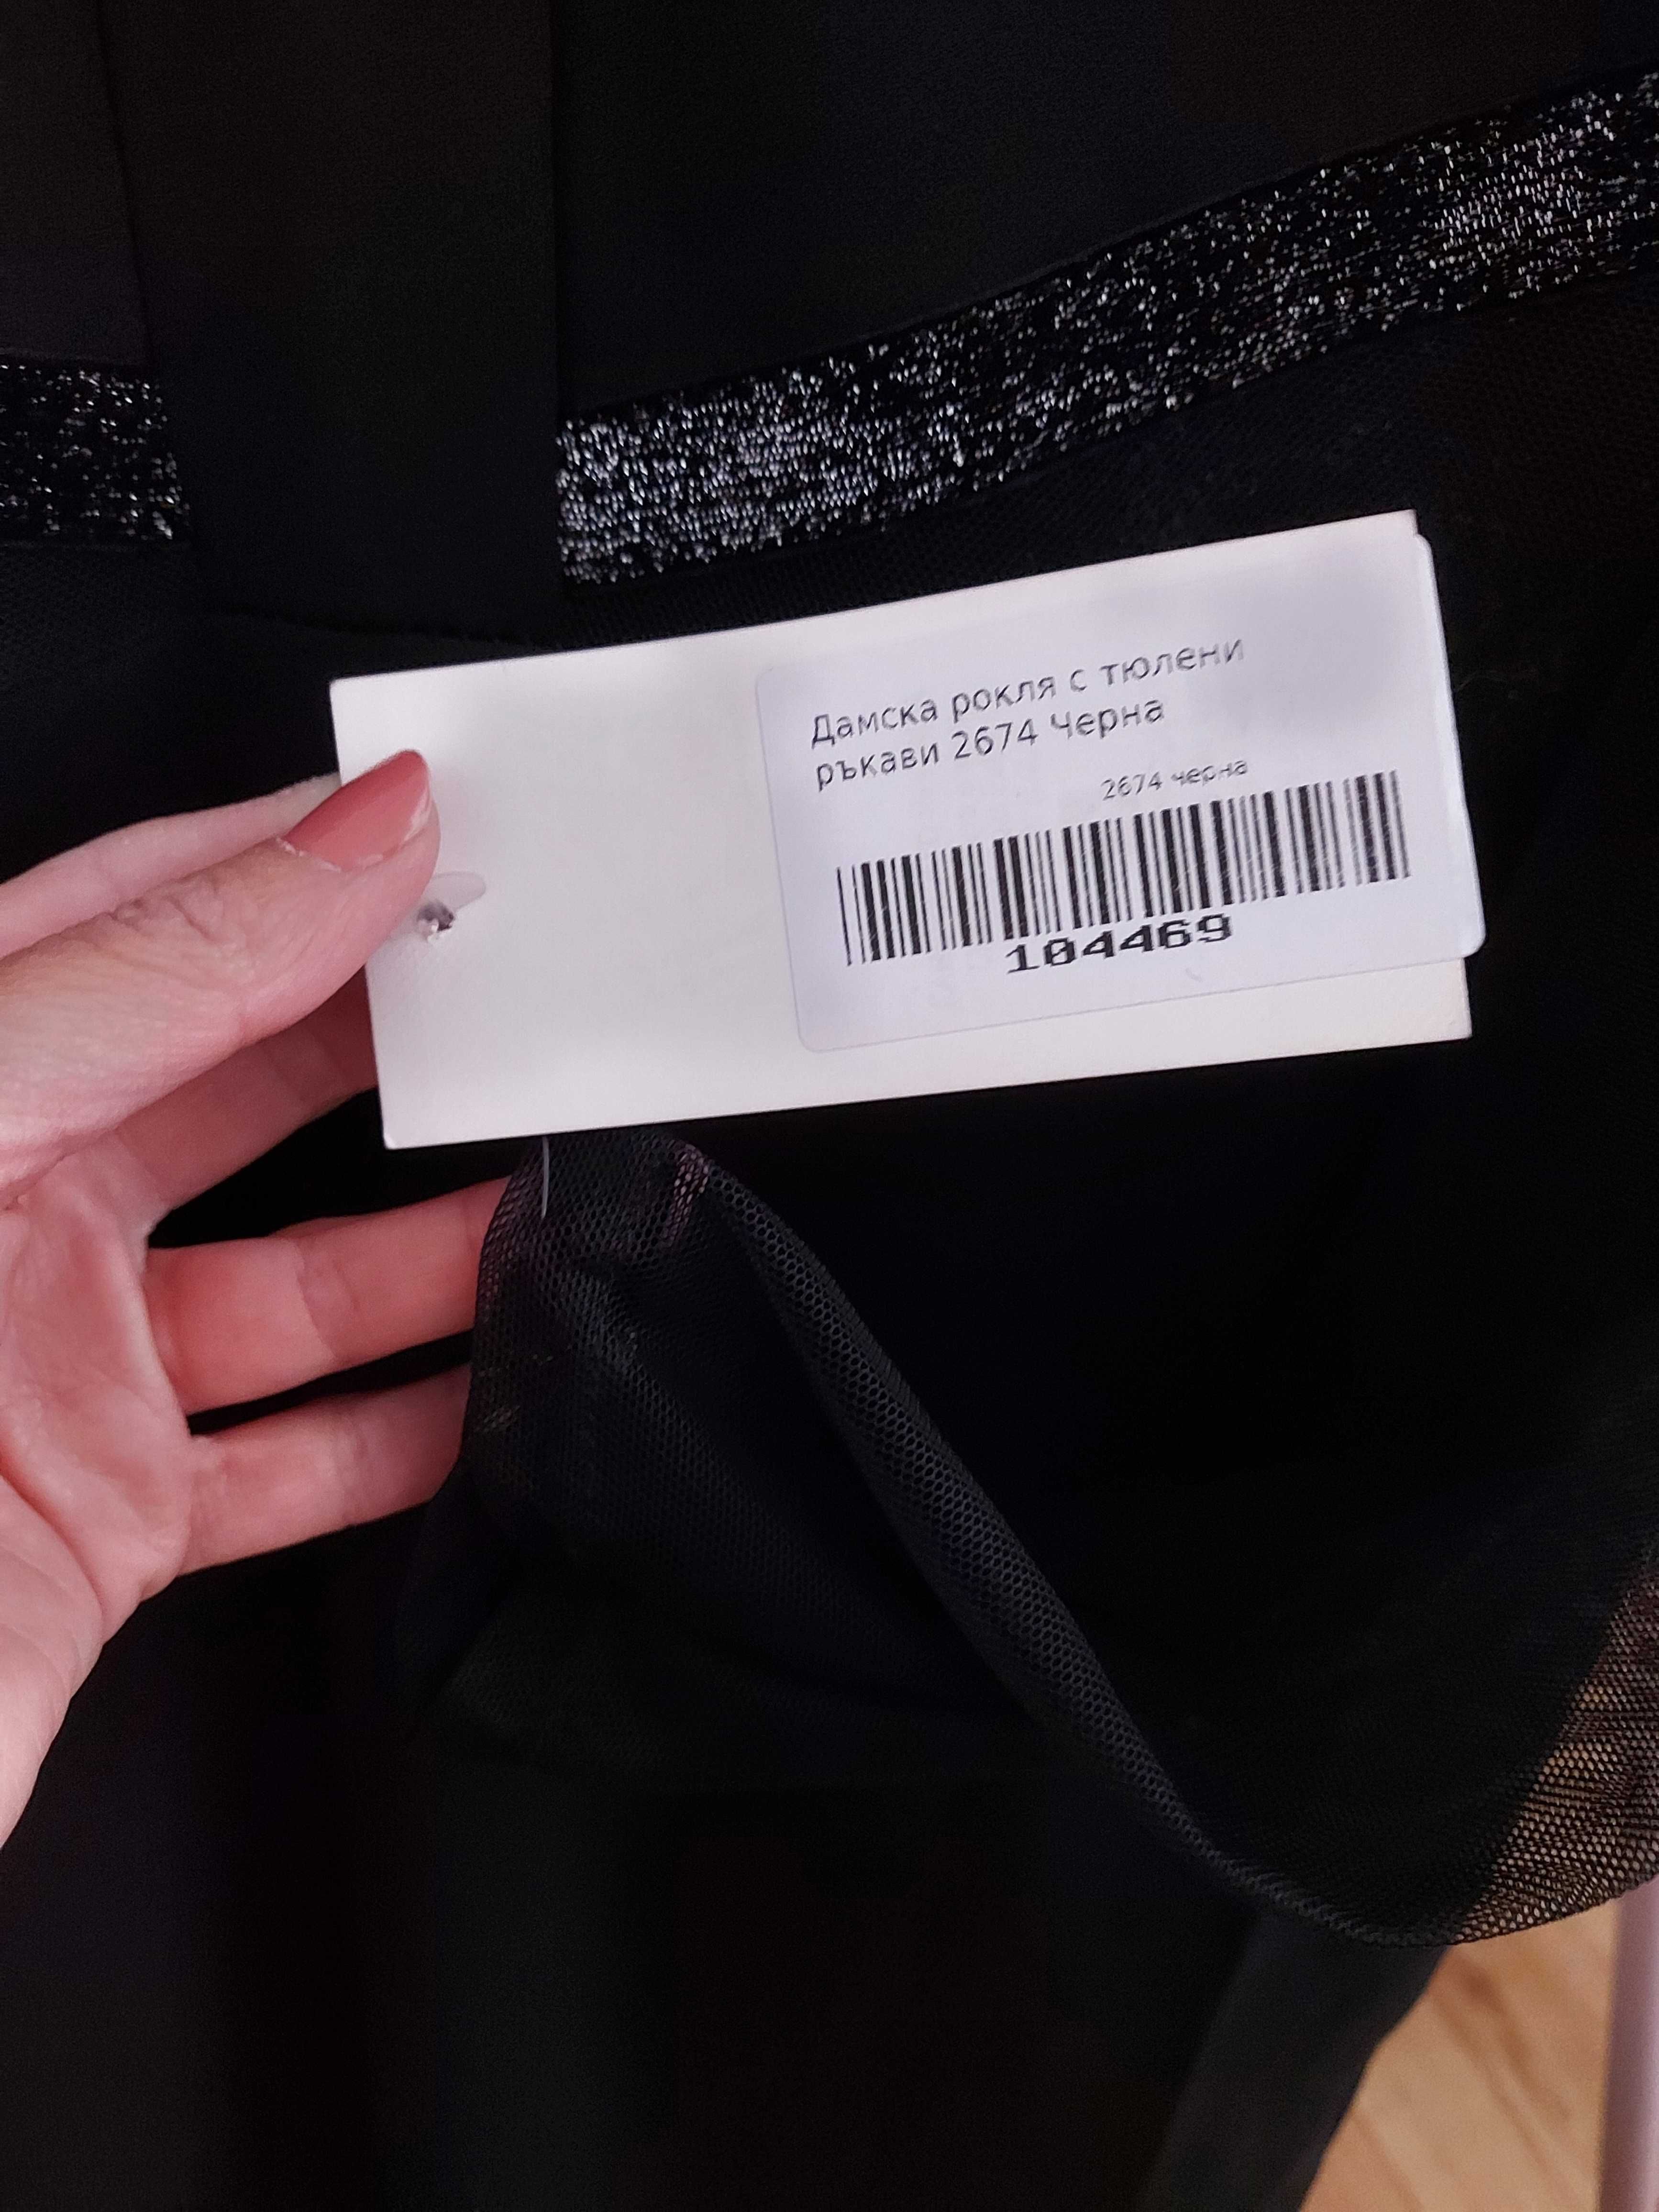 Дамска рокля с тюлени
ръкави 2674 Черна
2674 черна
104469